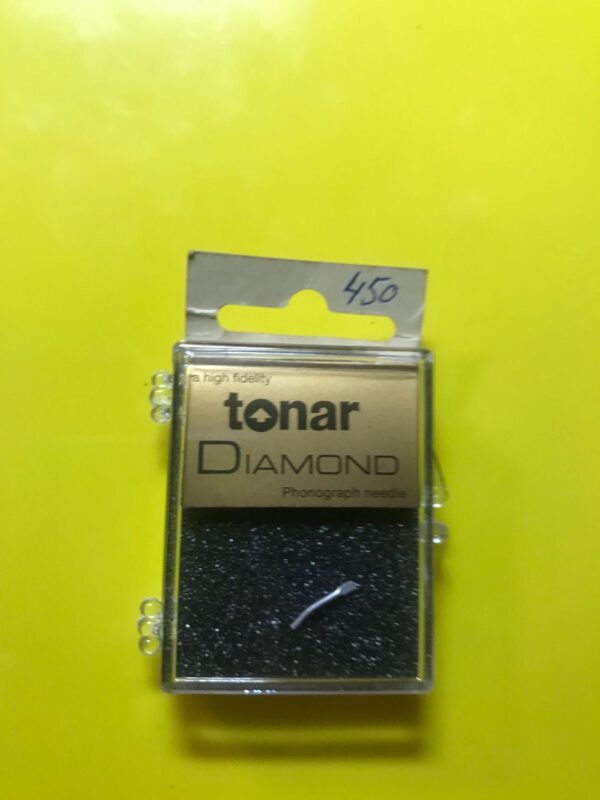 450
a high fidelity
tonar
DIAMOND
Phonograph needle